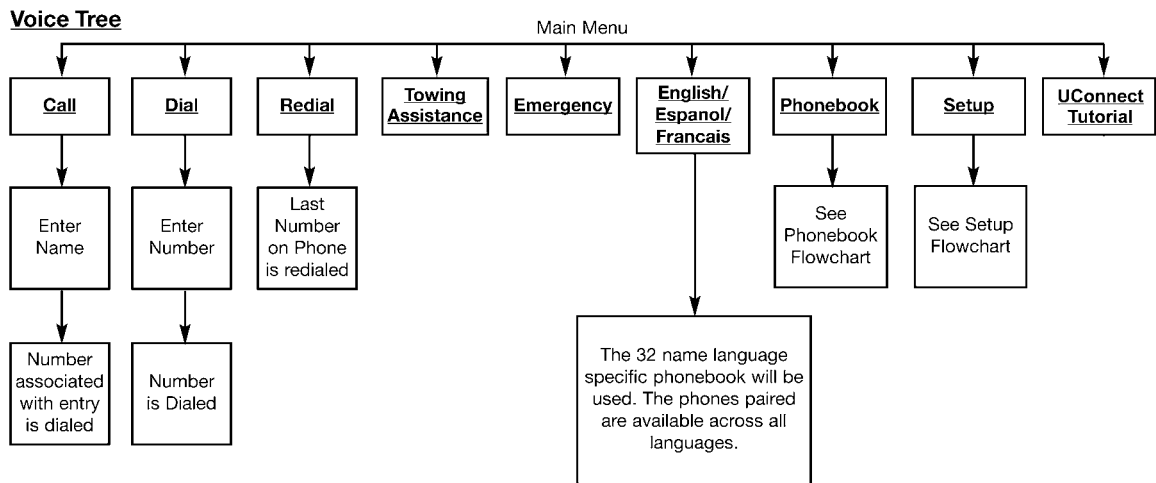 Voice Tree
Main Menu
Call
Dial
Redial
Towing
Assistance
Emergency
English/
Espanol/
Francais
Phonebook
Setup
UConnect
Tutorial
Enter
Name
Enter
Number
Last
Number
on Phone
is redialed
See
Phonebook
Flowchart
See Setup
Flowchart
Number
associated
with entry
is dialed
Number
is Dialed
The 32 name language
specific phonebook will be
used. The phones paired
are available across all
languages.